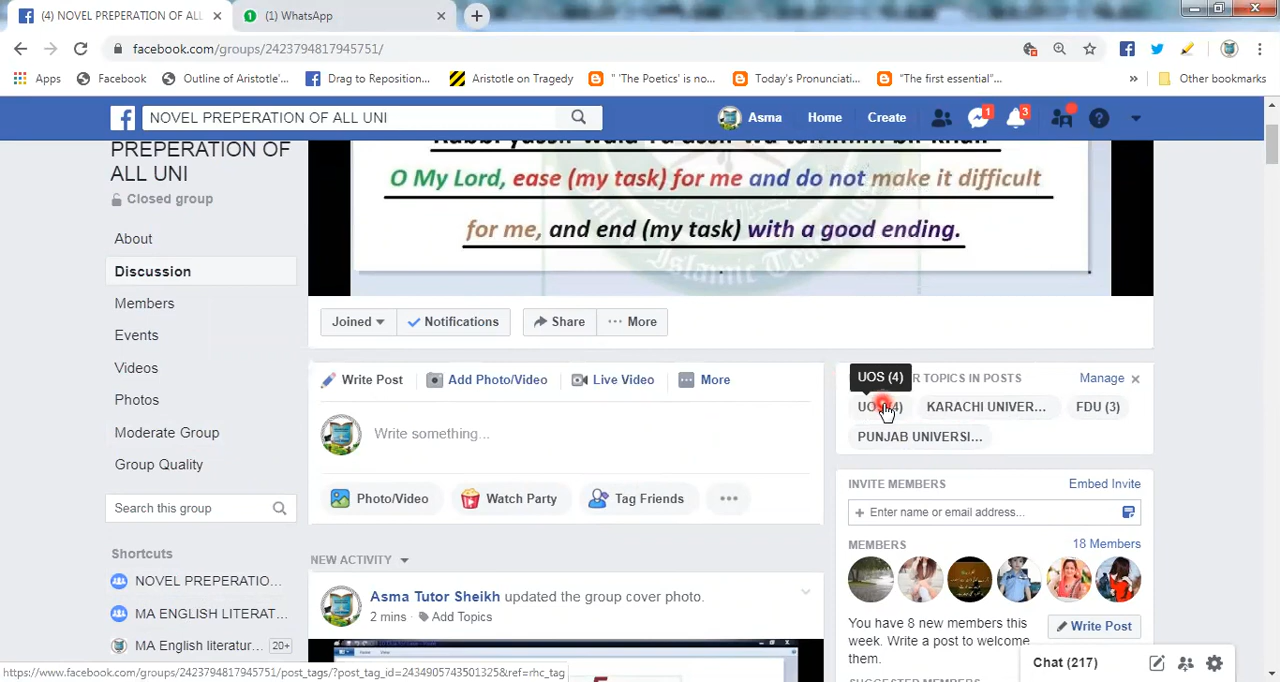 (4) NOVEL PREPERATION OF ALL
(1) WhatsApp
facebook.com/groups/2423794817945751/
Apps
Facebook
Outline of Aristotle'...
Drag to Reposition...
Aristotle on Tragedy
" 'The Poetics' is no...
Today's Pronunciati...
"The first essential"...
»
Other bookmarks
NOVEL PREPERATION OF ALL UNI
Asma
Home
Create
1
3
PREPERATION OF
ALL UNI
Closed group
About
Discussion
Members
Events
Videos
Photos
Moderate Group
Group Quality
Search this group
Shortcuts
NOVEL PREPERATIO...
MA ENGLISH LITERAT...
MA English literatur...
20+
O My Lord, ease (my task) for me and do not make it difficult
for me, and end (my task) with a good ending.
Islamic
Joined
Notifications
Share
More
Write Post
Add Photo/Video
Live Video
More
Write something...
Photo/Video
Watch Party
Tag Friends
NEW ACTIVITY
Asma Tutor Sheikh updated the group cover photo.
2 mins
Add Topics
UOS (4)
TOPICS IN POSTS
Manage
KARACHI UNIVER...
FDU (3)
PUNJAB UNIVERSI...
INVITE MEMBERS
Embed Invite
+ Enter name or email address...
MEMBERS
18 Members
You have 8 new members this
week. Write a post to welcome
them.
Write Post
Chat (217)
https://www.facebook.com/groups/2423794817945751/post_tags/?post_tag_id=2434905743501325&ref=rhc_tag